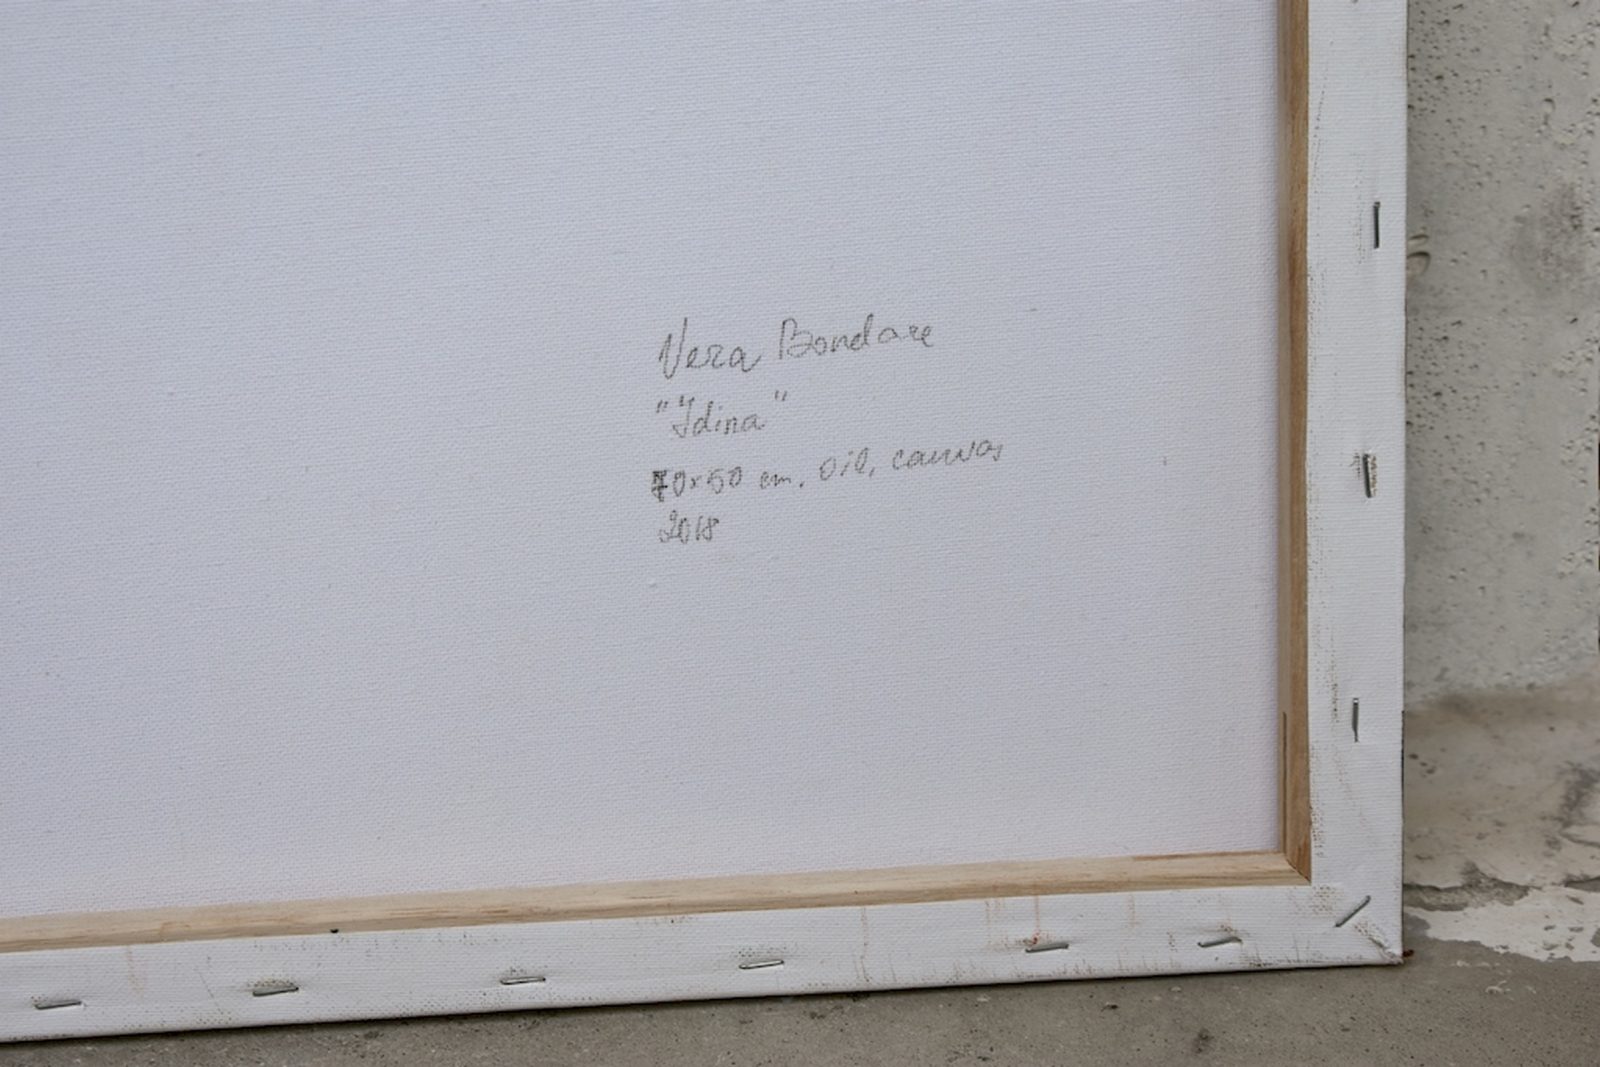 Vera Bondare
"Idina"
70x50 cm. oil, canvas
2018